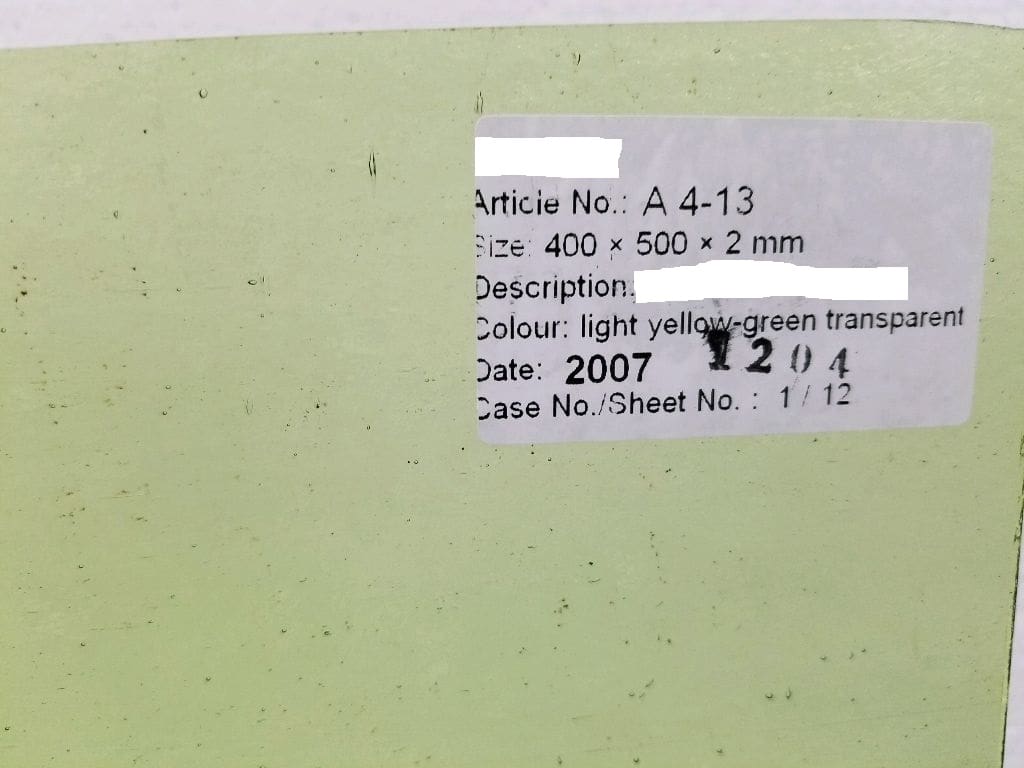 Article No.: A 4-13
Size: 400 × 500 × 2 mm
Description:
Colour: light yellow-green transparent
Date: 2007 1204
Case No./Sheet No. : 1 / 12